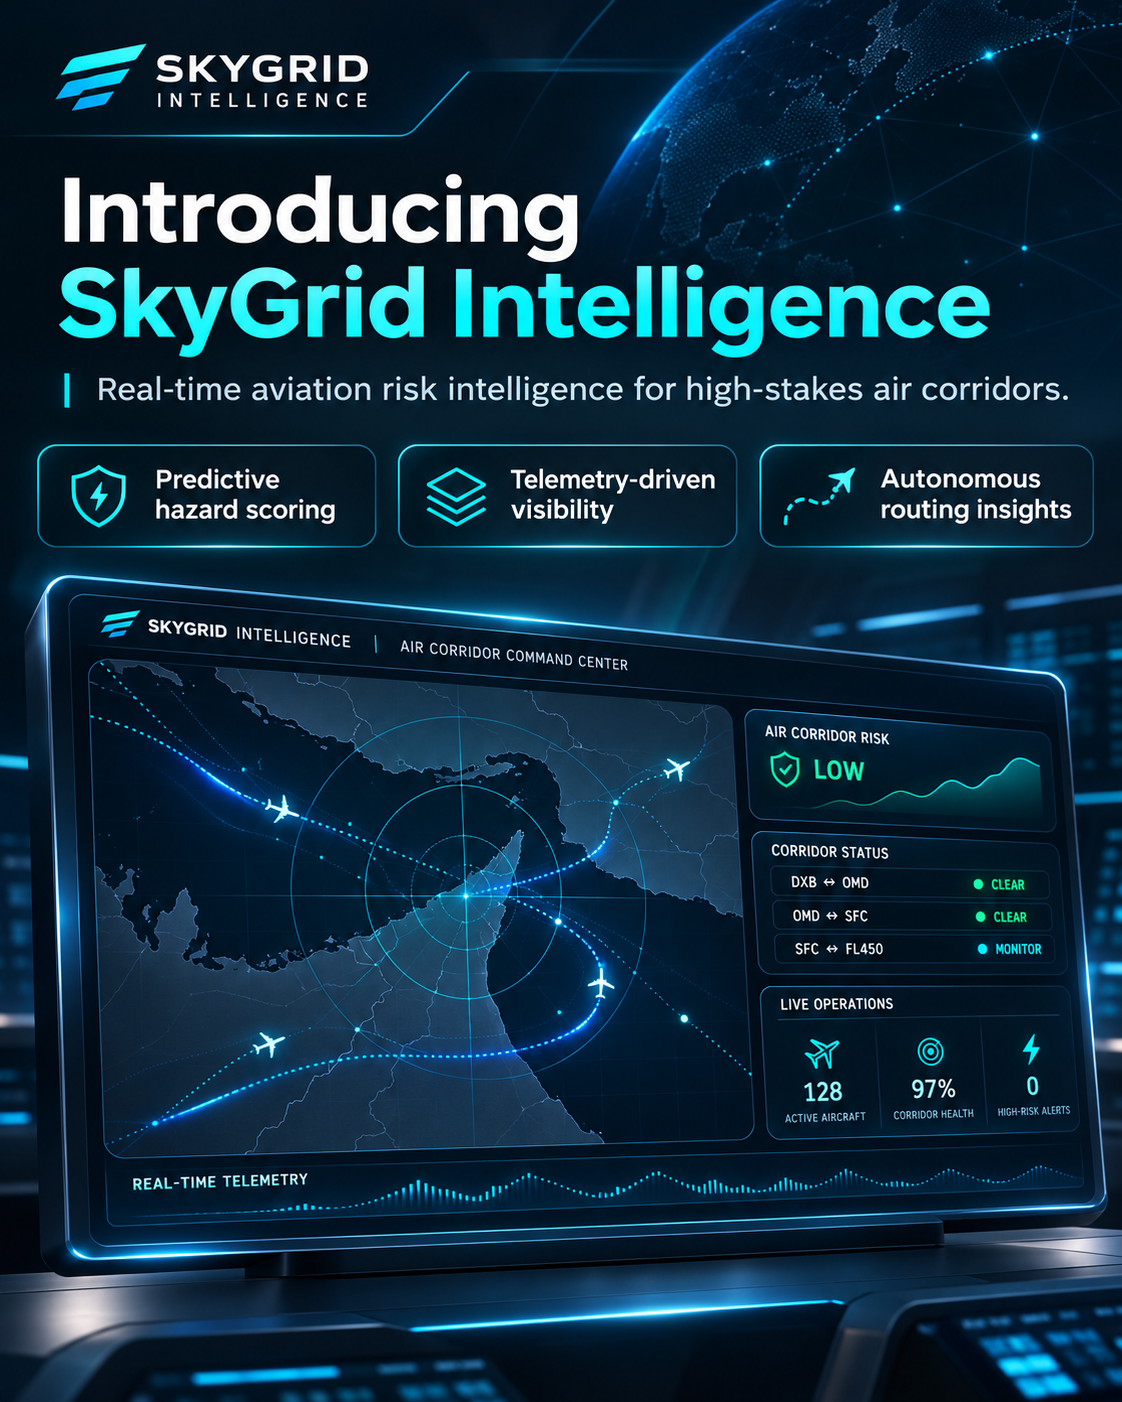 SKYGRID
INTELLIGENCE
Introducing
SkyGrid Intelligence
Real-time aviation risk intelligence for high-stakes air corridors.
Predictive
hazard scoring
Telemetry-driven
visibility
Autonomous
routing insights
SKYGRID INTELLIGENCE | AIR CORRIDOR COMMAND CENTER
AIR CORRIDOR RISK
LOW
CORRIDOR STATUS
DXB ↔ OMD CLEAR
OMD ↔ SFC CLEAR
SFC ↔ FL450 MONITOR
LIVE OPERATIONS
128
ACTIVE AIRCRAFT
97%
CORRIDOR HEALTH
0
HIGH-RISK ALERTS
REAL-TIME TELEMETRY